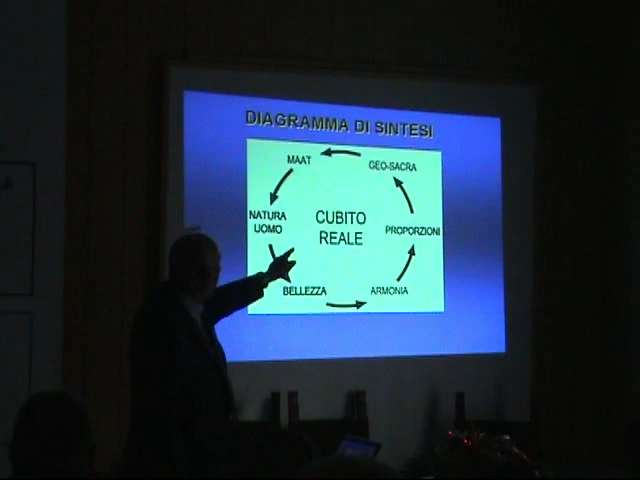 DIAGRAMMA DI SINTESI
MAAT
GEO-SACRA
NATURA
UOMO
CUBITO
REALE
PROPORZIONI
BELLEZZA
ARMONIA